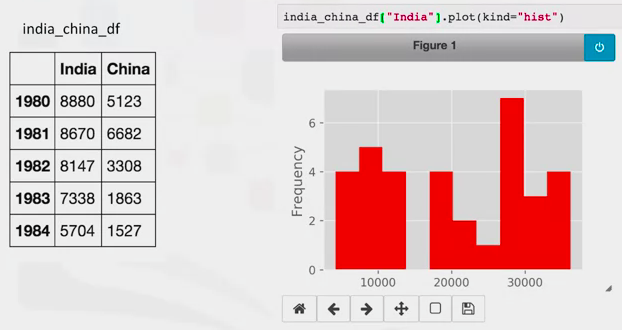 india_china_df
India China
1980 8880 5123
1981 8670 6682
1982 8147 3308
1983 7338 1863
1984 5704 1527
india_china_df["India"].plot(kind="hist")
Figure 1
Frequency
6
4
2
0
10000 20000 30000